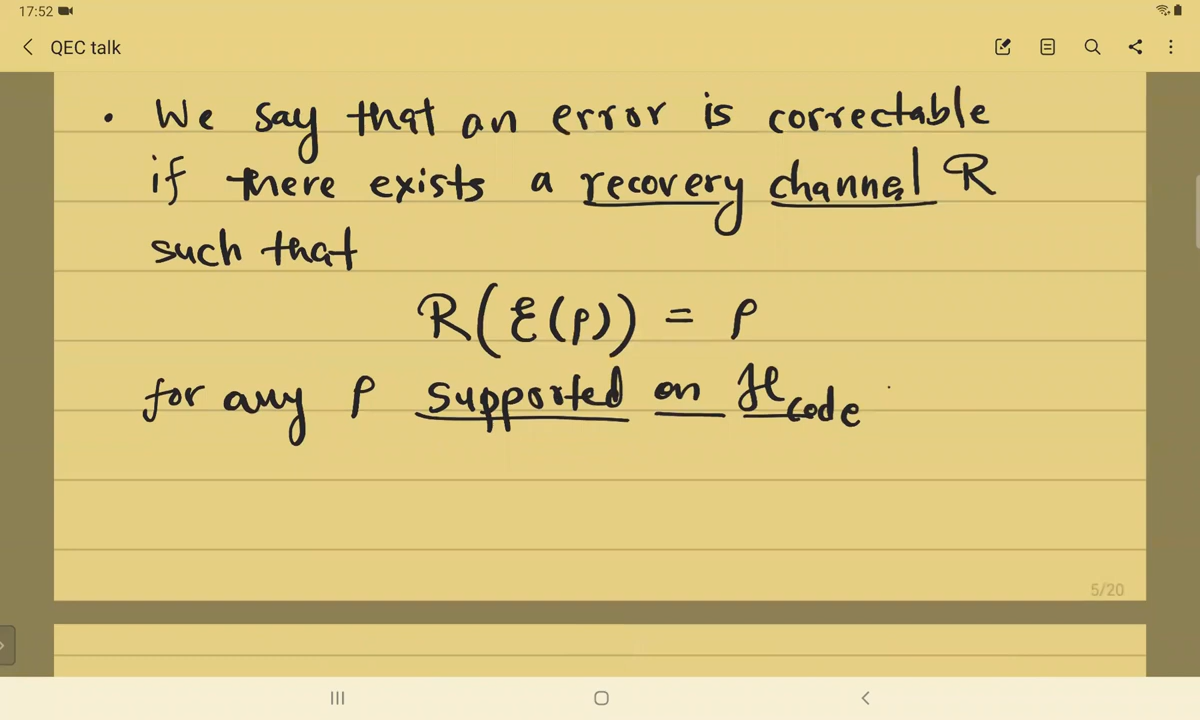 17:52
QEC talk
• We say that an error is correctable
if there exists a recovery channel R
such that
R(ℰ(ρ)) = ρ
for any ρ supported on ℋcode
5/20